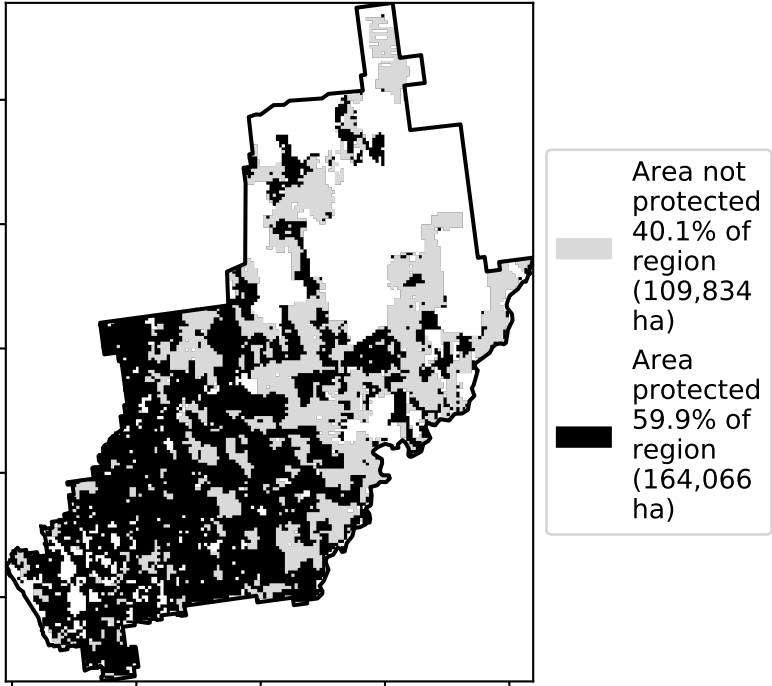 Area not
protected
40.1% of
region
(109,834
ha)
Area
protected
59.9% of
region
(164,066
ha)